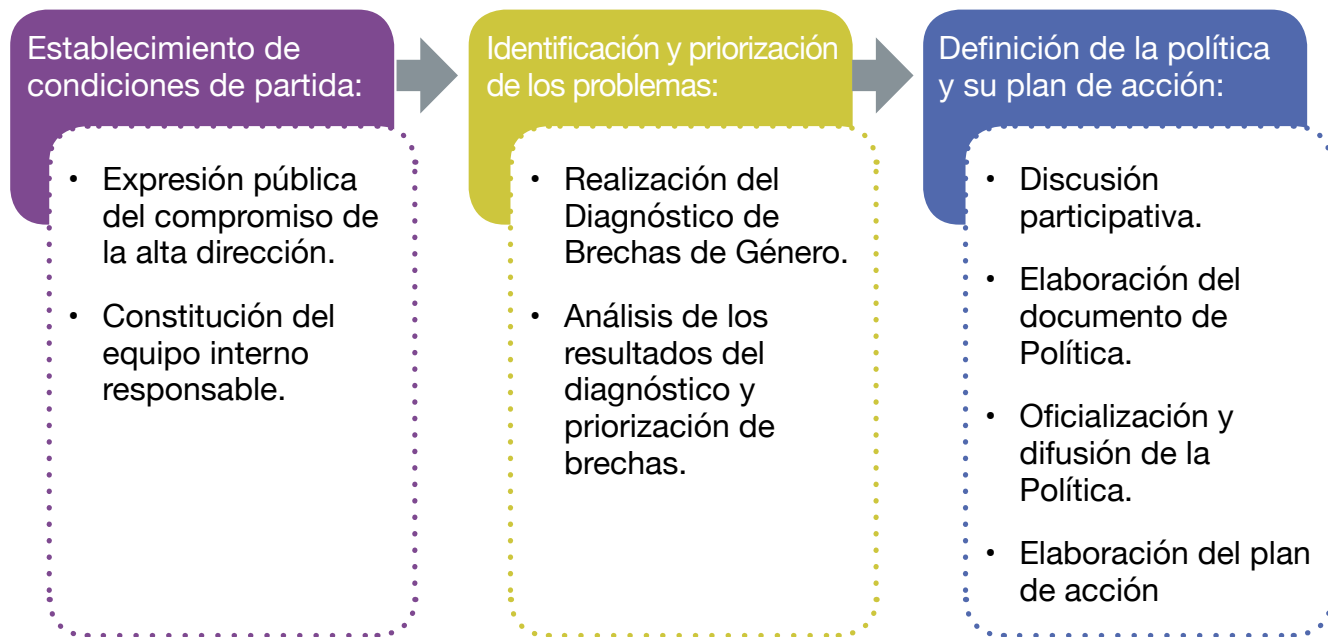 Establecimiento de
condiciones de partida:
• Expresión pública
del compromiso de
la alta dirección.
• Constitución del
equipo interno
responsable.
Identificación y priorización
de los problemas:
• Realización del
Diagnóstico de
Brechas de Género.
• Análisis de los
resultados del
diagnóstico y
priorización de
brechas.
Definición de la política
y su plan de acción:
• Discusión
participativa.
• Elaboración del
documento de
Política.
• Oficialización y
difusión de la
Política.
• Elaboración del plan
de acción